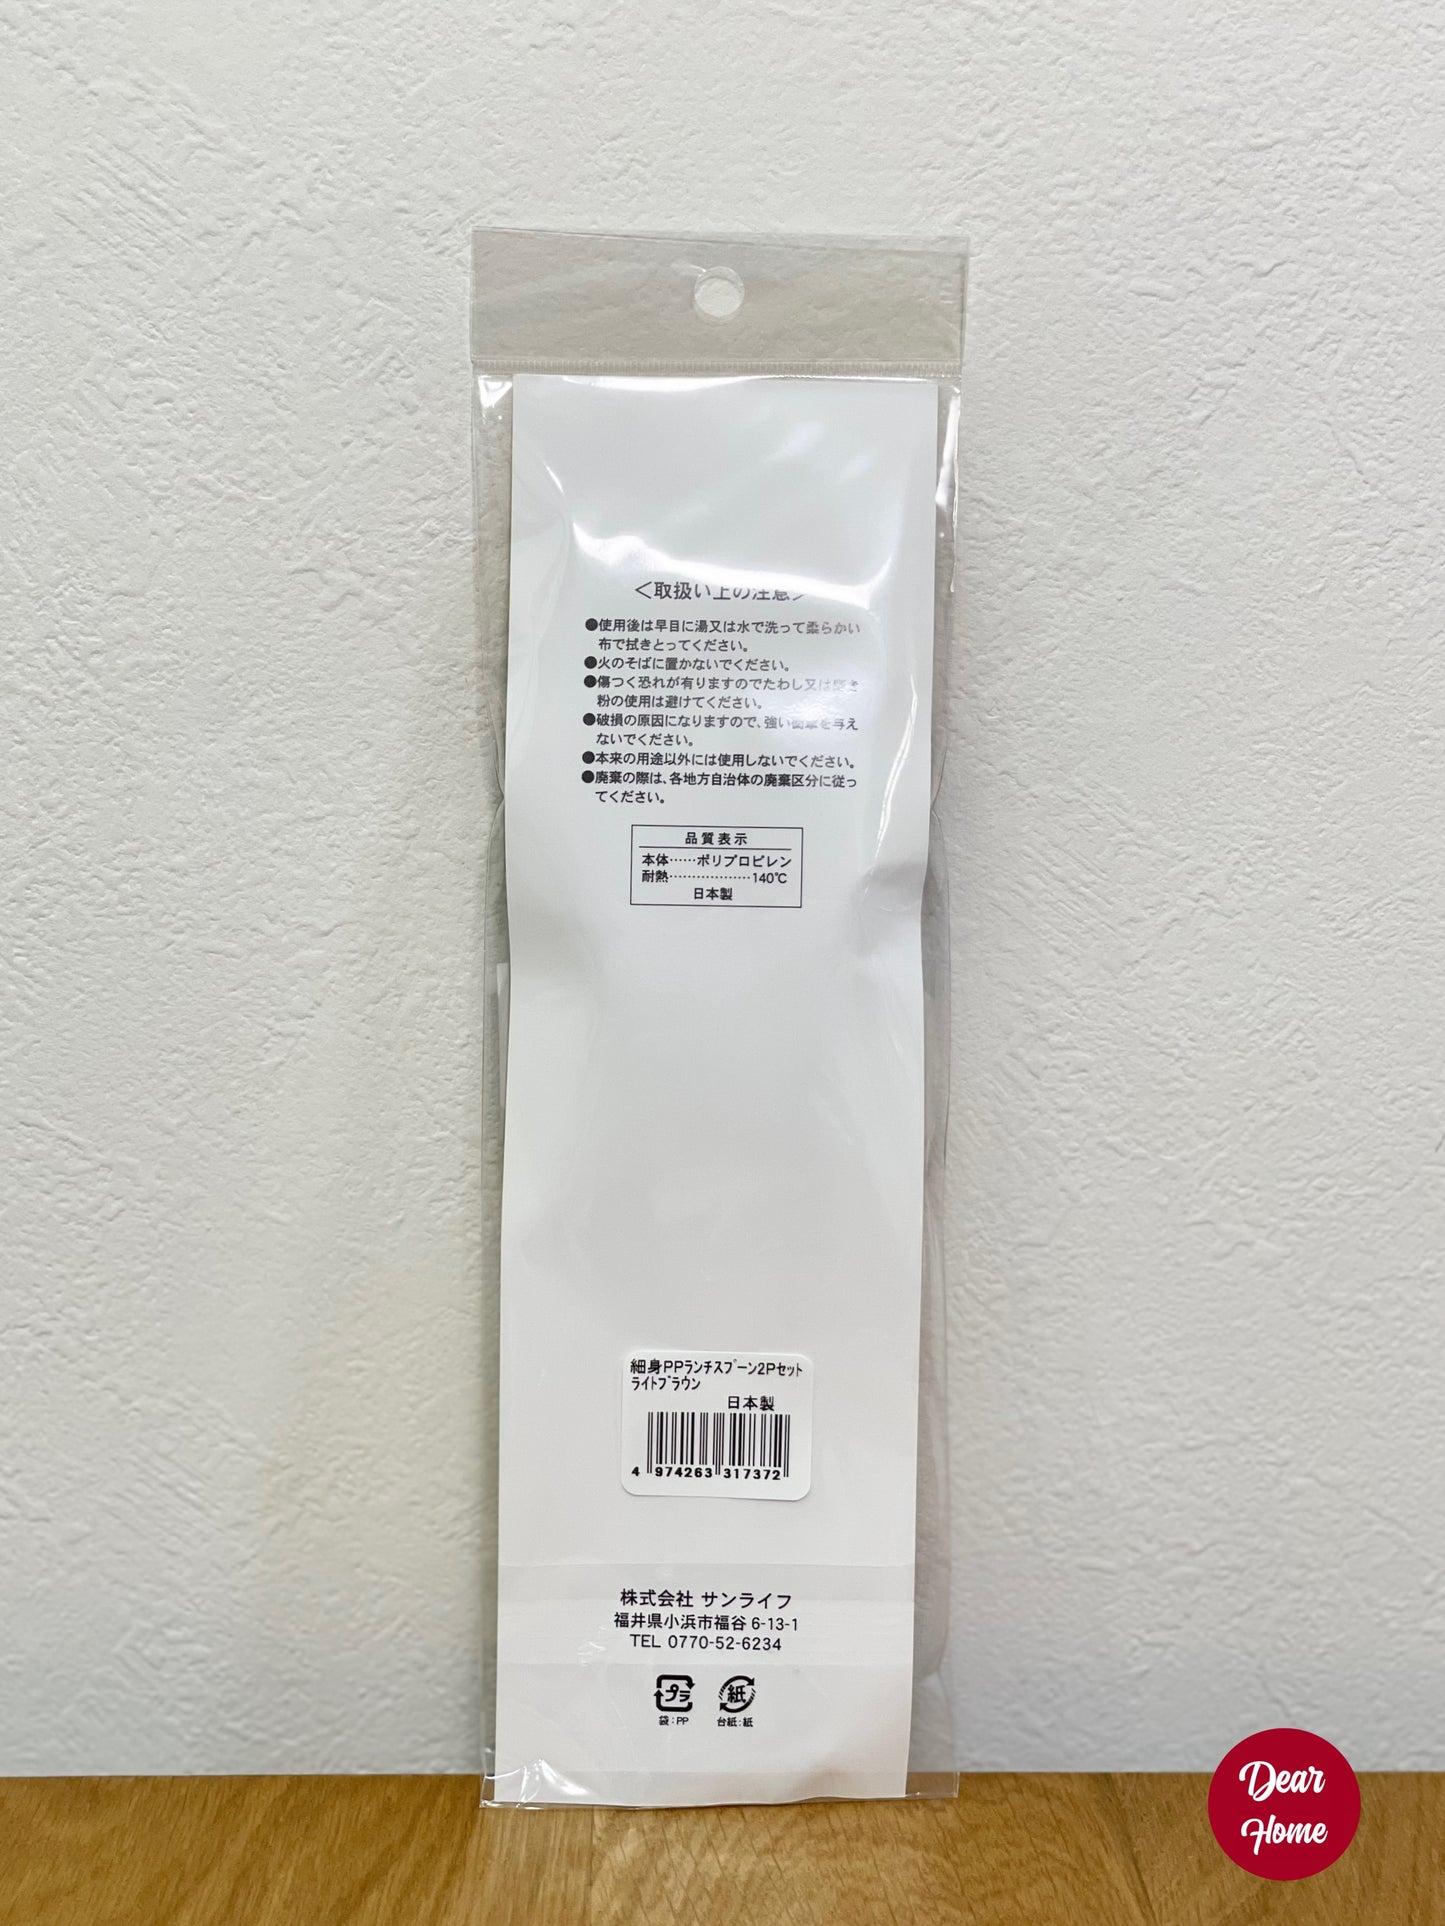 ＜取扱い上の注意＞
●使用後は早目に湯又は水で洗って柔らかい
布で拭きとってください。
●火のそばに置かないでください。
●傷つく恐れが有りますのでたわし又は磨き
粉の使用は避けてください。
●破損の原因になりますので、強い衝撃を与え
ないでください。
●本来の用途以外には使用しないでください。
●廃棄の際は、各地方自治体の廃棄区分に従っ
てください。
品質表示
本体……ポリプロピレン
耐熱………………140℃
日本製
細身PPランチスプーン2Pセット
ライトブラウン
日本製
4 974263 317372
株式会社 サンライフ
福井県小浜市福谷 6-13-1
TEL 0770-52-6234
プラ 紙
袋：PP 台紙：紙
Dear
Home